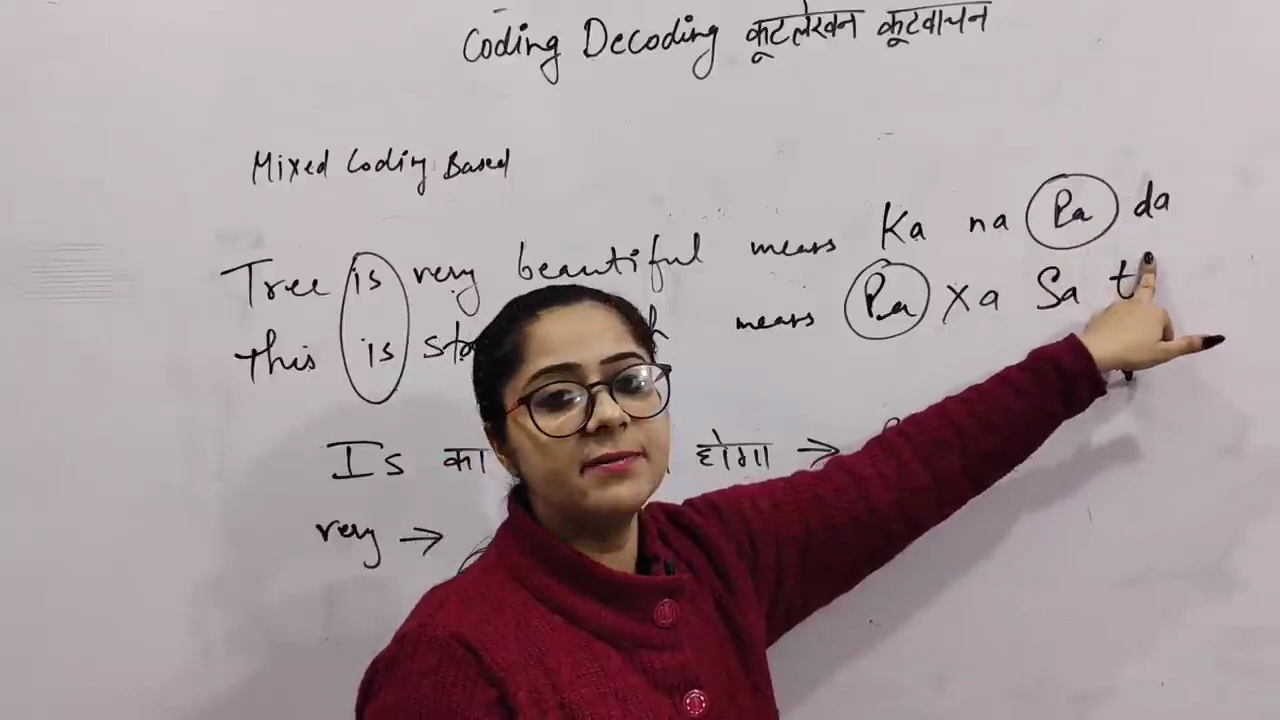 Coding Decoding कूटलेखन कूटवाचन
Mixed Coding Based
Tree is very beautiful means Ka na Pa da
this is means Pa Xa Sa
Is का होगा →
very →